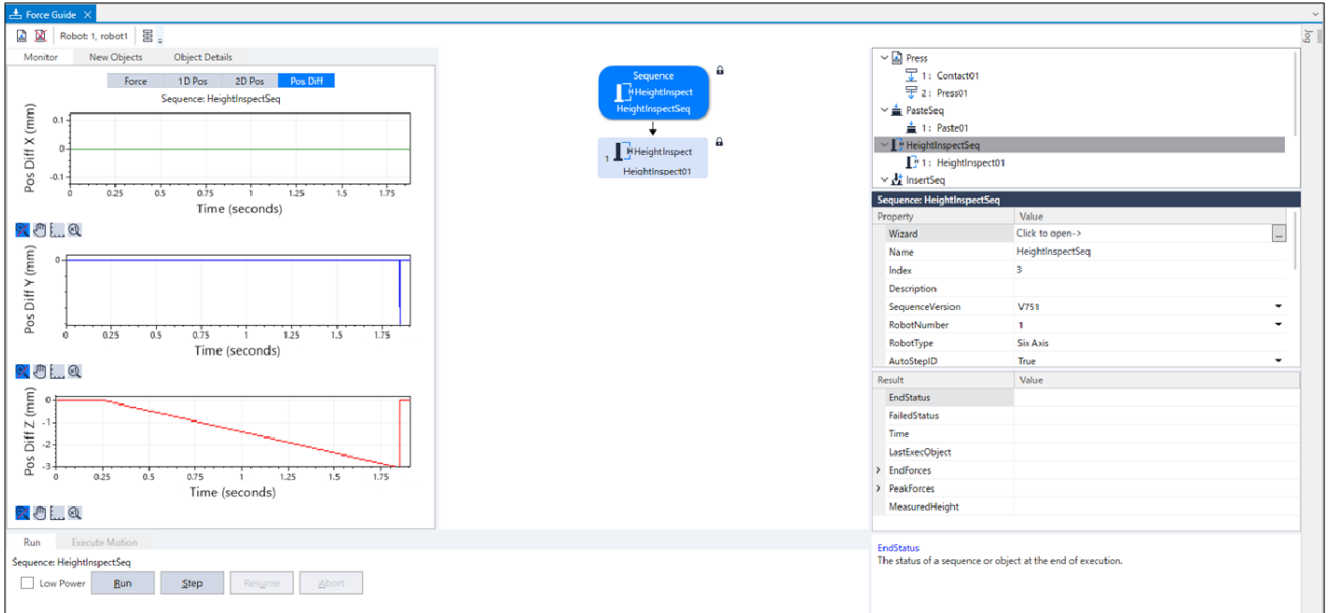 Force Guide
Robot: 1, robot1
Jog
Monitor New Objects Object Details
Force 1D Pos 2D Pos Pos Diff
Sequence: HeightInspectSeq
Pos Diff X (mm)
0.1
0
-0.1
0 0.25 0.5 0.75 1 1.25 1.5 1.75
Time (seconds)
Pos Diff Y (mm)
0
0 0.25 0.5 0.75 1 1.25 1.5 1.75
Time (seconds)
Pos Diff Z (mm)
0
-1
-2
-3
0 0.25 0.5 0.75 1 1.25 1.5 1.75
Time (seconds)
Run Execute Motion
Sequence: HeightInspectSeq
Low Power Run Step Resume Abort
Sequence
HeightInspect
HeightInspectSeq
1 HeightInspect
HeightInspect01
Press
1 : Contact01
2 : Press01
PasteSeq
1 : Paste01
HeightInspectSeq
1 : HeightInspect01
InsertSeq
Sequence: HeightInspectSeq
Property Value
Wizard Click to open-> ...
Name HeightInspectSeq
Index 3
Description
SequenceVersion V751
RobotNumber 1
RobotType Six Axis
AutoStepID True
Result Value
EndStatus
FailedStatus
Time
LastExecObject
EndForces
PeakForces
MeasuredHeight
EndStatus
The status of a sequence or object at the end of execution.